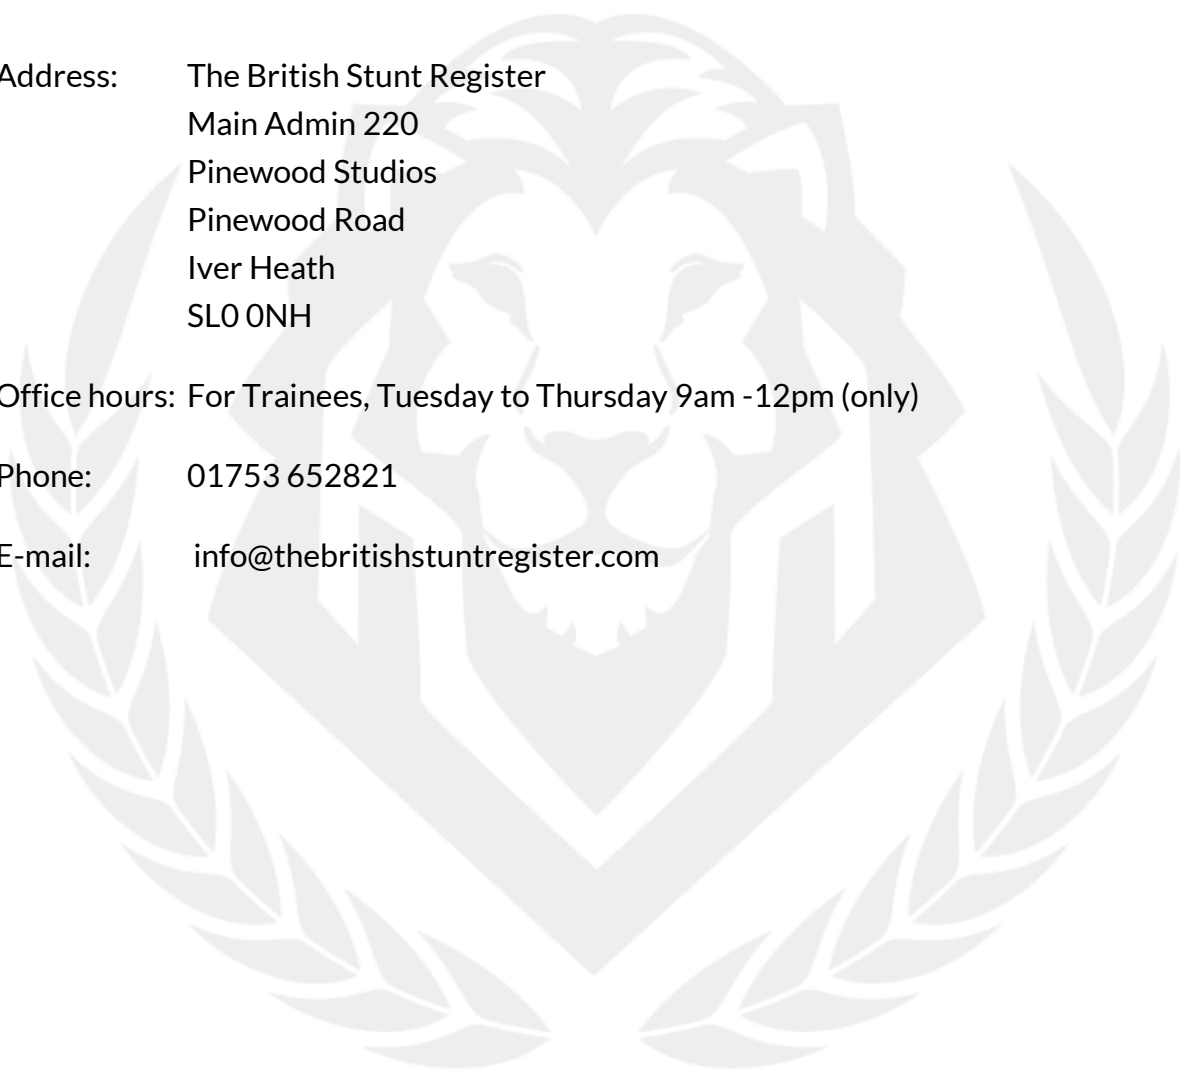 Address: The British Stunt Register
Main Admin 220
Pinewood Studios
Pinewood Road
Iver Heath
SL0 0NH
Office hours: For Trainees, Tuesday to Thursday 9am -12pm (only)
Phone: 01753 652821
E-mail: info@thebritishstuntregister.com